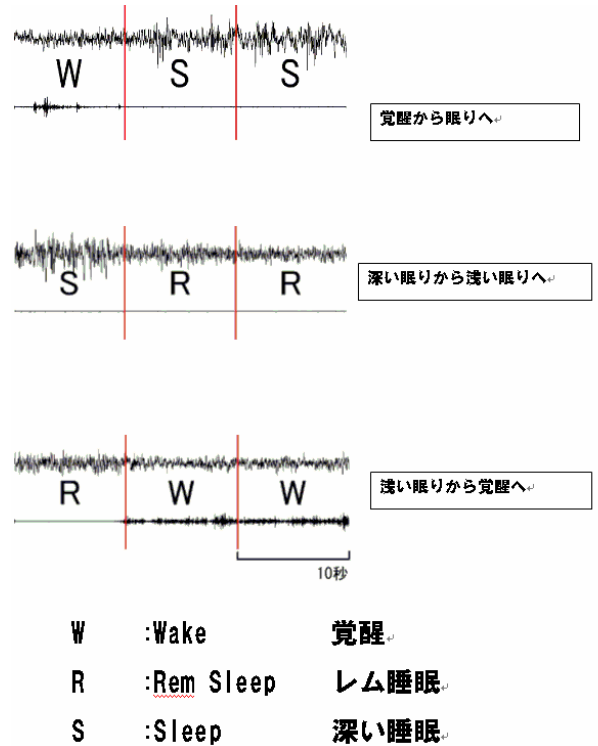 W S S
覚醒から眠りへ
S R R
深い眠りから浅い眠りへ
R W W
浅い眠りから覚醒へ
10秒
W :Wake 覚醒
R :Rem Sleep レム睡眠
S :Sleep 深い睡眠